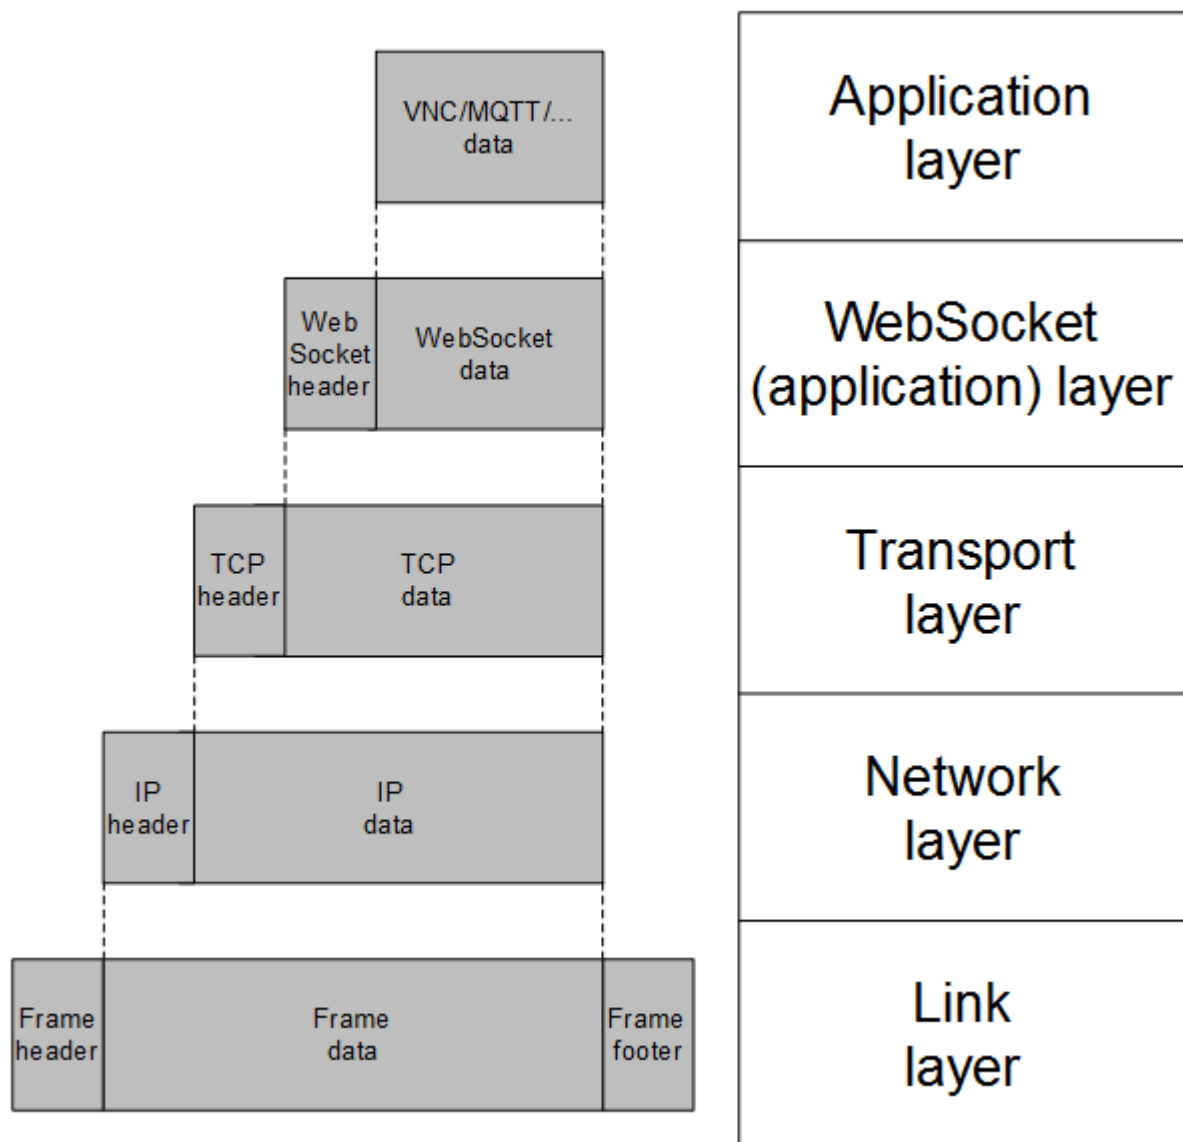 VNC/MQTT/...
data
Application
layer
Web
Socket
header
WebSocket
data
WebSocket
(application) layer
TCP
header
TCP
data
Transport
layer
IP
header
IP
data
Network
layer
Frame
header
Frame
data
Frame
footer
Link
layer